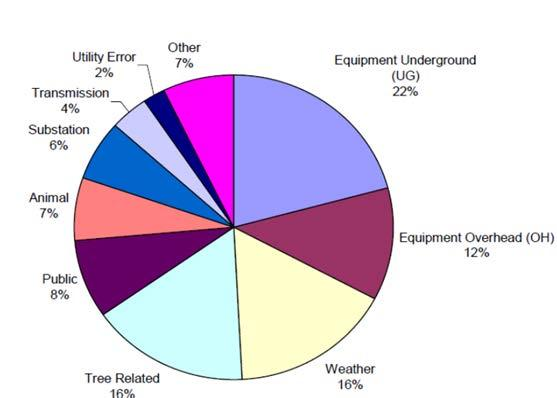 Equipment Underground
(UG)
22%
Equipment Overhead (OH)
12%
Weather
16%
Tree Related
16%
Public
8%
Animal
7%
Substation
6%
Transmission
4%
Utility Error
2%
Other
7%